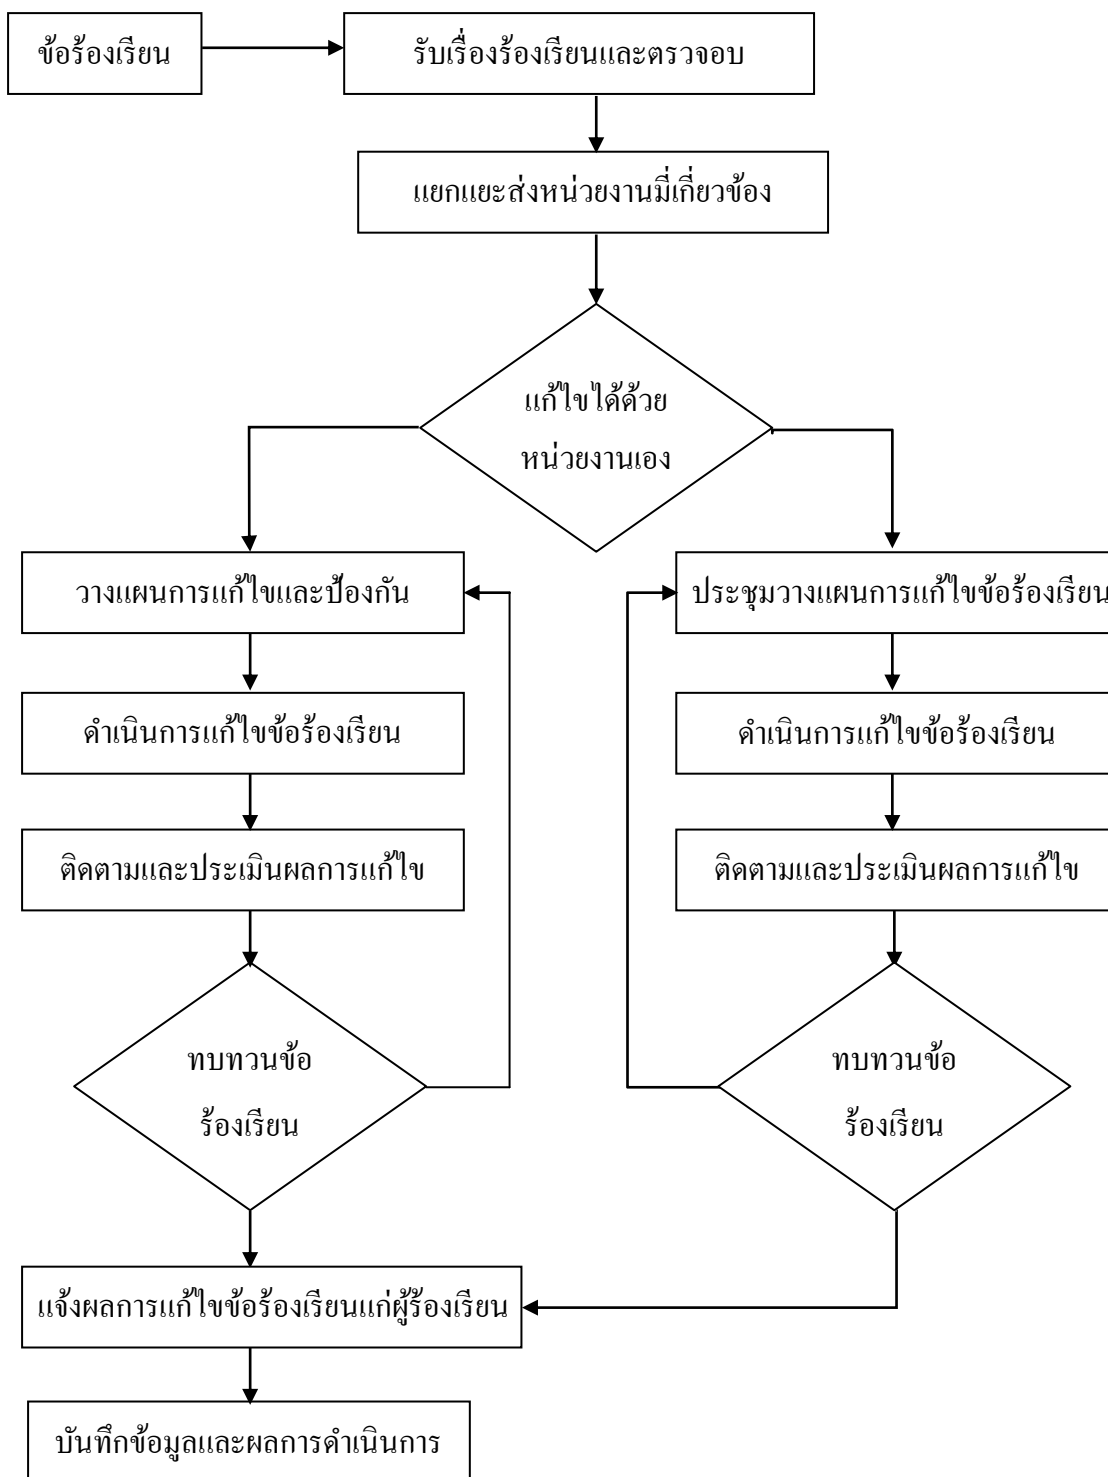 ข้อร้องเรียน
รับเรื่องร้องเรียนและตรวจอบ
แยกแยะส่งหน่วยงานมี่เกี่ยวข้อง
แก้ไขได้ด้วย
หน่วยงานเอง
วางแผนการแก้ไขและป้องกัน
ประชุมวางแผนการแก้ไขข้อร้องเรียน
ดำเนินการแก้ไขข้อร้องเรียน
ดำเนินการแก้ไขข้อร้องเรียน
ติดตามและประเมินผลการแก้ไข
ติดตามและประเมินผลการแก้ไข
ทบทวนข้อ
ร้องเรียน
ทบทวนข้อ
ร้องเรียน
แจ้งผลการแก้ไขข้อร้องเรียนแก่ผู้ร้องเรียน
บันทึกข้อมูลและผลการดำเนินการ